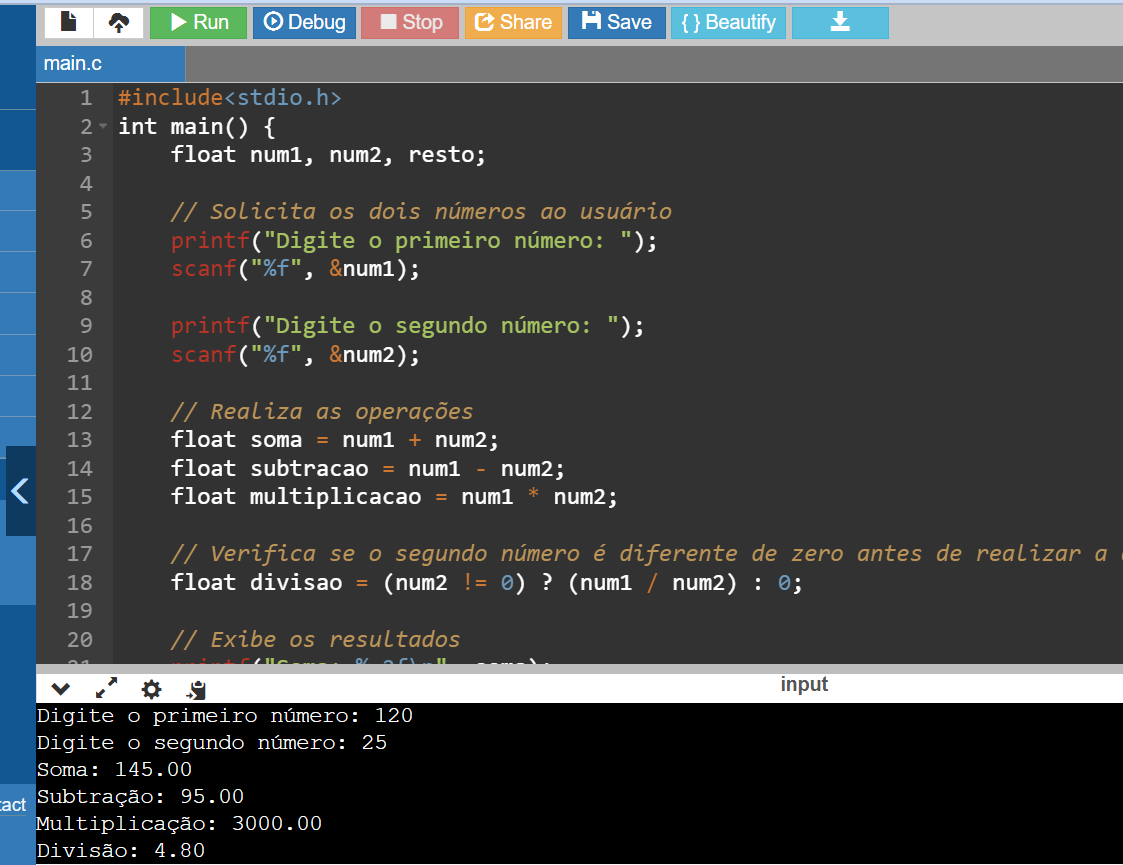 Run Debug Stop Share Save { } Beautify
main.c
1 #include<stdio.h>
2 int main() {
3 float num1, num2, resto;
4
5 // Solicita os dois números ao usuário
6 printf("Digite o primeiro número: ");
7 scanf("%f", &num1);
8
9 printf("Digite o segundo número: ");
10 scanf("%f", &num2);
11
12 // Realiza as operações
13 float soma = num1 + num2;
14 float subtracao = num1 - num2;
15 float multiplicacao = num1 * num2;
16
17 // Verifica se o segundo número é diferente de zero antes de realizar a
18 float divisao = (num2 != 0) ? (num1 / num2) : 0;
19
20 // Exibe os resultados
input
Digite o primeiro número: 120
Digite o segundo número: 25
Soma: 145.00
Subtração: 95.00
tact
Multiplicação: 3000.00
Divisão: 4.80